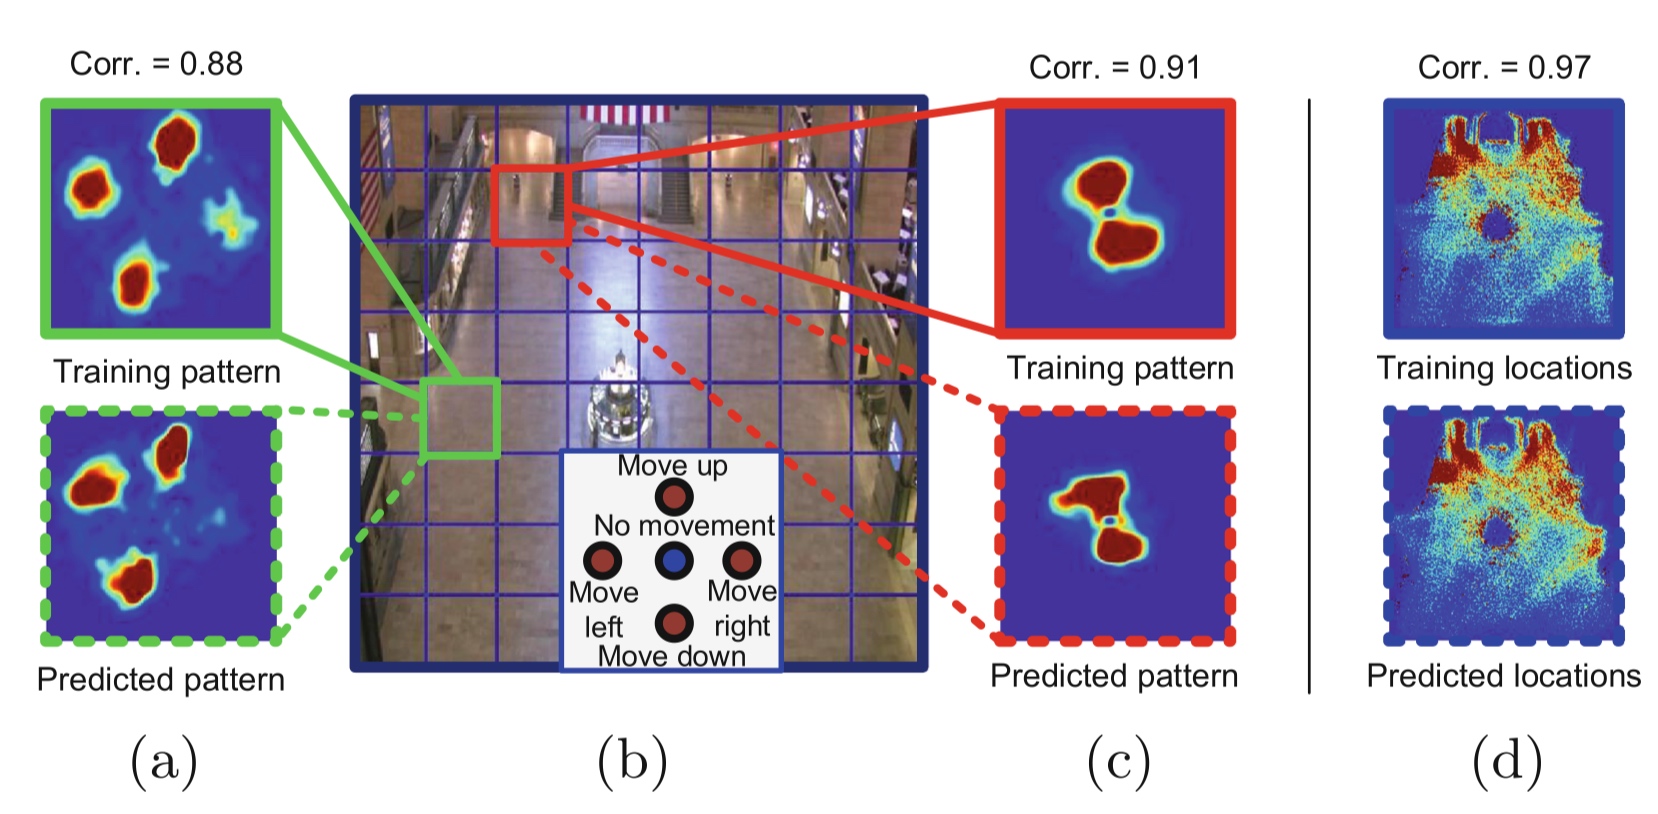 Corr. = 0.88
Training pattern
Predicted pattern
(a)
Move up
No movement
Move Move
left right
Move down
(b)
Corr. = 0.91
Training pattern
Predicted pattern
(c)
Corr. = 0.97
Training locations
Predicted locations
(d)